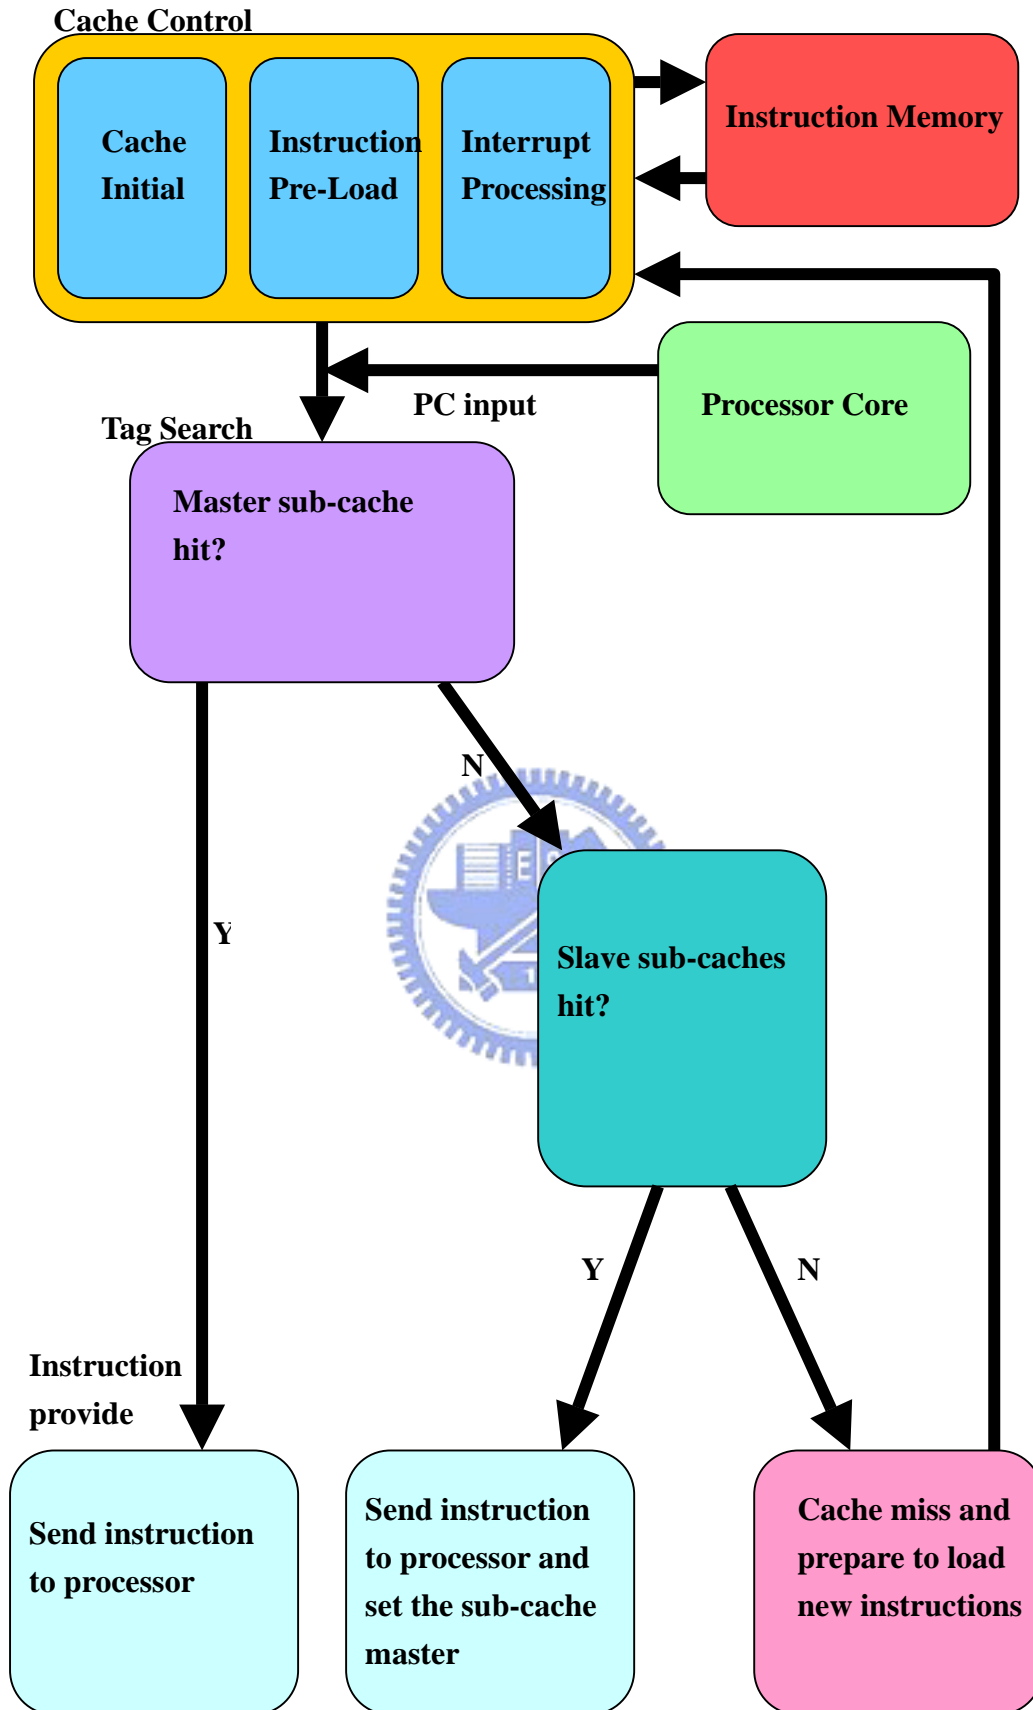 Cache Control
Cache
Initial
Instruction
Pre-Load
Interrupt
Processing
Instruction Memory
PC input
Processor Core
Tag Search
Master sub-cache
hit?
N
Y
Slave sub-caches
hit?
Y
N
Instruction
provide
Send instruction
to processor
Send instruction
to processor and
set the sub-cache
master
Cache miss and
prepare to load
new instructions